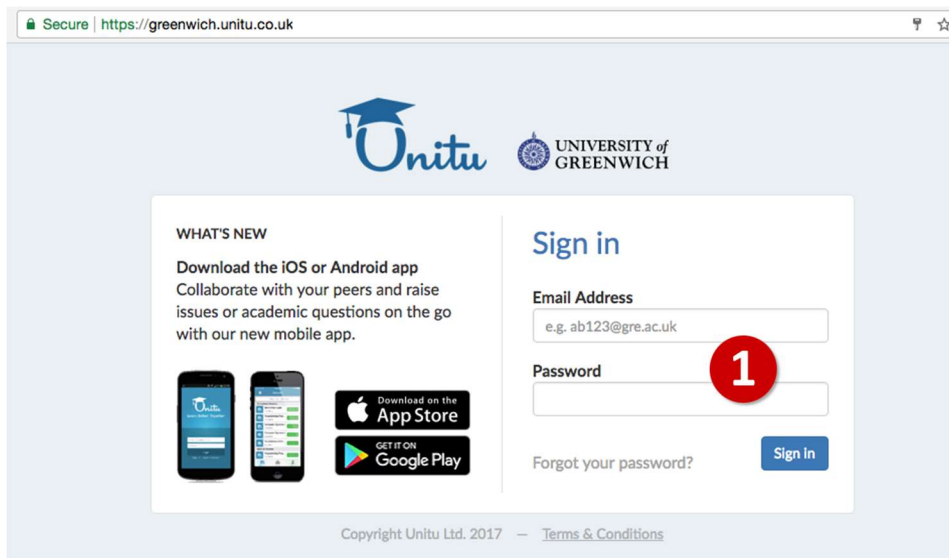 Secure | https://greenwich.unitu.co.uk
Unitu
UNIVERSITY of
GREENWICH
WHAT'S NEW
Download the iOS or Android app
Collaborate with your peers and raise
issues or academic questions on the go
with our new mobile app.
Unitu
Download on the
App Store
GET IT ON
Google Play
Sign in
Email Address
e.g. ab123@gre.ac.uk
Password
1
Forgot your password?
Sign In
Copyright Unitu Ltd. 2017 — Terms & Conditions